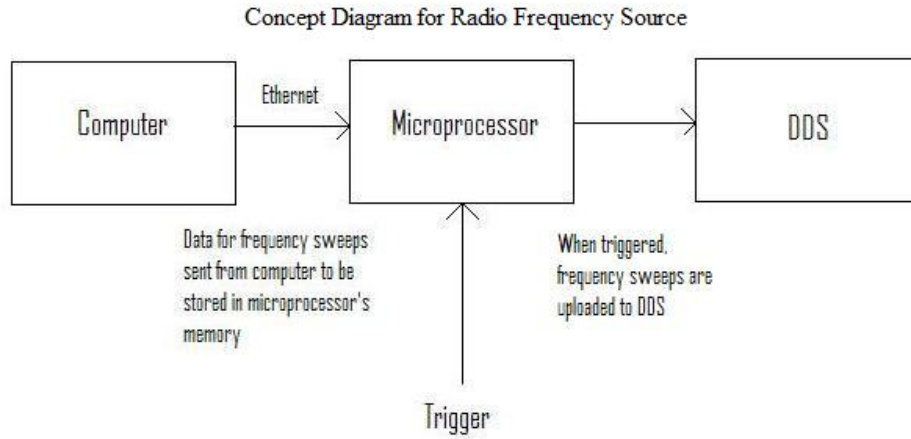 Concept Diagram for Radio Frequency Source
Computer
Ethernet
Microprocessor
DDS
Data for frequency sweeps
sent from computer to be
stored in microprocessor's
memory
When triggered,
frequency sweeps are
uploaded to DDS
Trigger